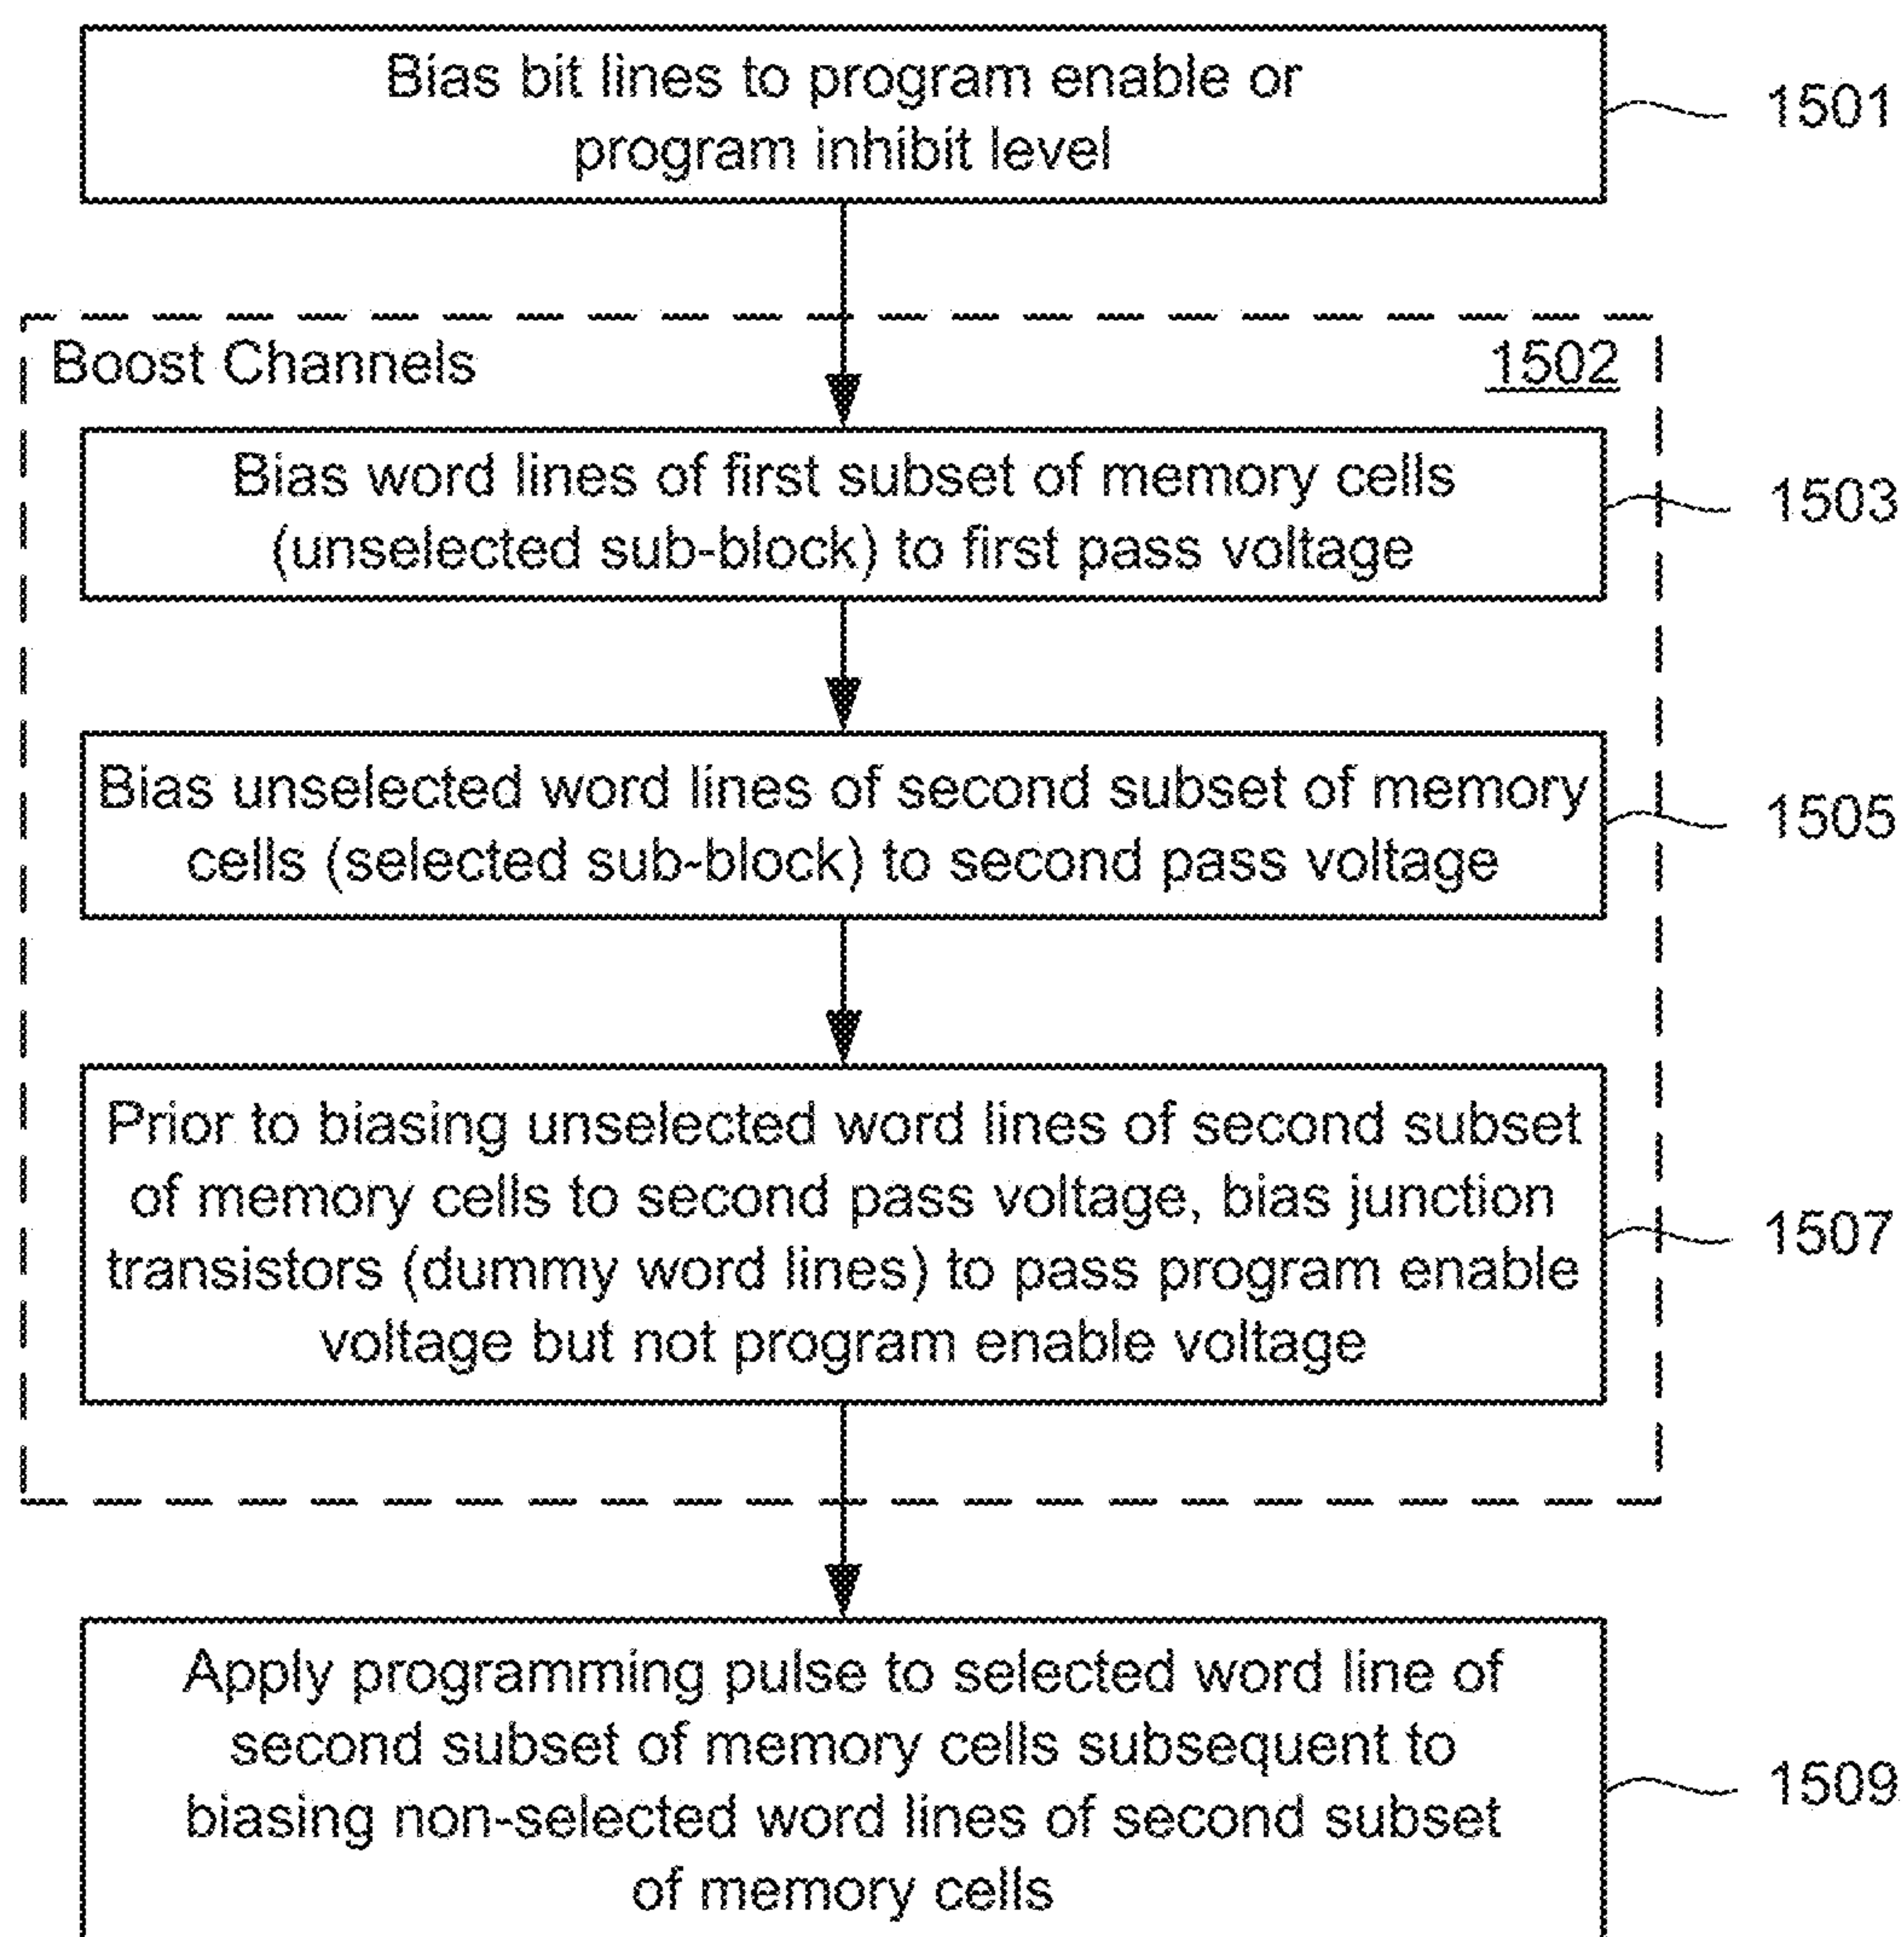 Bias bit lines to program enable or
program inhibit level
1501
Boost Channels
1502
Bias word lines of first subset of memory cells
(unselected sub-block) to first pass voltage
1503
Bias unselected word lines of second subset of memory
cells (selected sub-block) to second pass voltage
1505
Prior to biasing unselected word lines of second subset
of memory cells to second pass voltage, bias junction
transistors (dummy word lines) to pass program enable
voltage but not program enable voltage
1507
Apply programming pulse to selected word line of
second subset of memory cells subsequent to
biasing non-selected word lines of second subset
of memory cells
1509